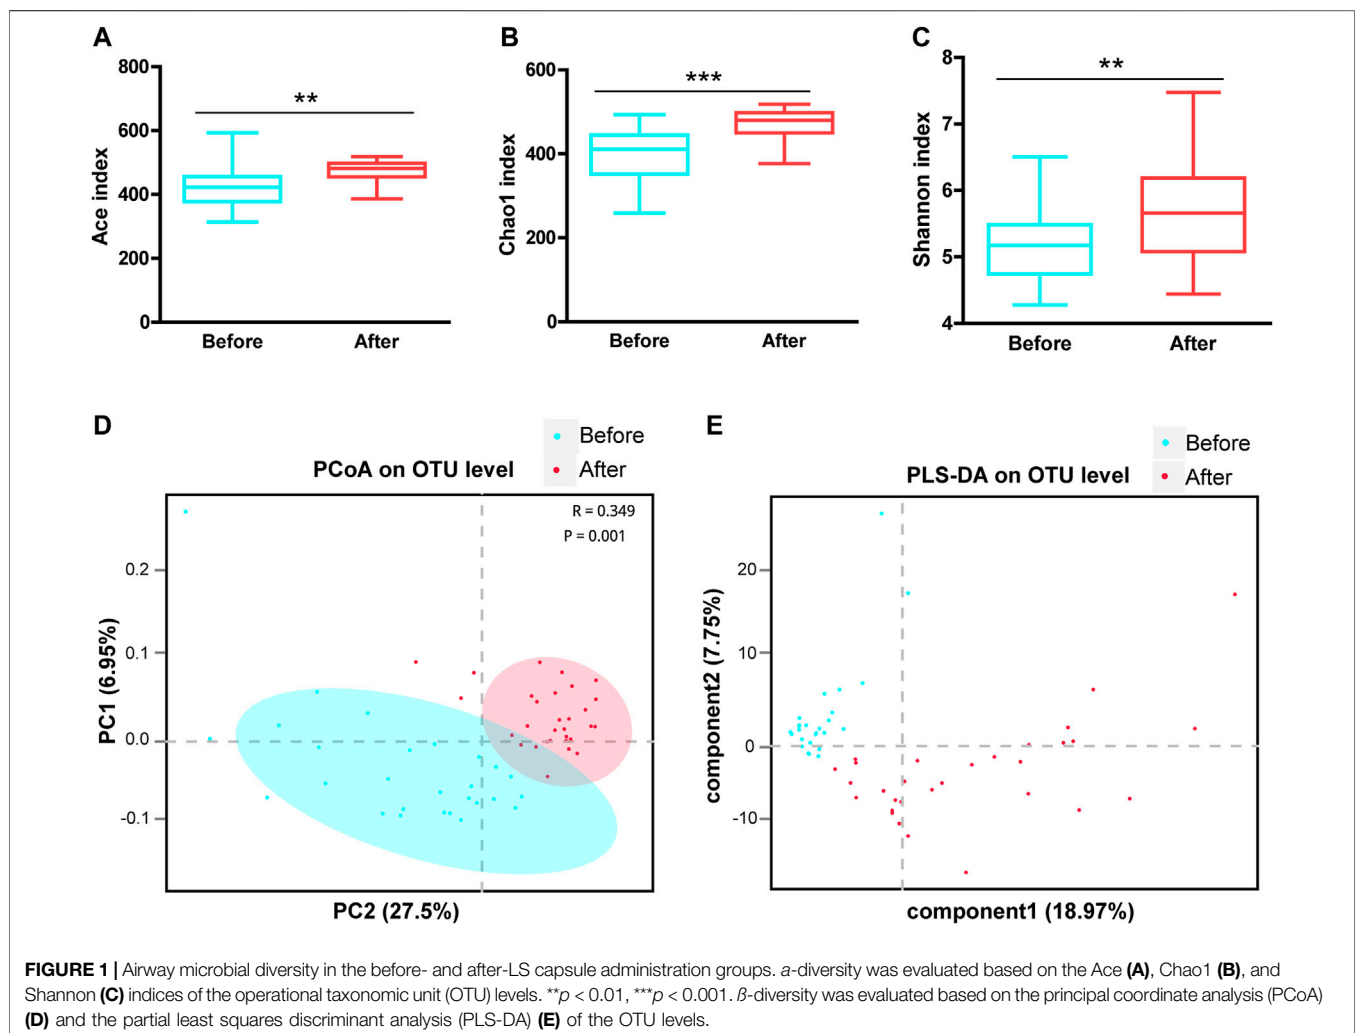 A
800
600
400
200
0
Ace index
**
Before
After
B
600
400
200
0
Chao1 index
***
Before
After
C
8
7
6
5
4
Shannon index
**
Before
After
D
Before
After
PCoA on OTU level
R = 0.349
P = 0.001
0.2
0.1
0.0
-0.1
PC1 (6.95%)
PC2 (27.5%)
E
Before
After
PLS-DA on OTU level
20
10
0
-10
component2 (7.75%)
component1 (18.97%)
FIGURE 1 | Airway microbial diversity in the before- and after-LS capsule administration groups. a-diversity was evaluated based on the Ace (A), Chao1 (B), and
Shannon (C) indices of the operational taxonomic unit (OTU) levels. **p < 0.01, ***p < 0.001. ß-diversity was evaluated based on the principal coordinate analysis (PCoA)
(D) and the partial least squares discriminant analysis (PLS-DA) (E) of the OTU levels.